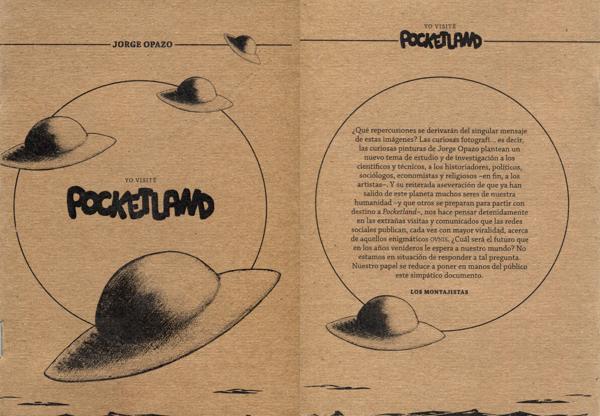 JORGE OPAZO
YO VISITÉ
POCKETLAND
YO VISITÉ
POCKETLAND
¿Qué repercusiones se derivarán del singular mensaje
de estas imágenes? Las curiosas fotografí... es decir,
las curiosas pinturas de Jorge Opazo plantean un
nuevo tema de estudio y de investigación a los
científicos y técnicos, a los historiadores, políticos,
sociólogos, economistas y religiosos –en fin, a los
artistas–. Y su reiterada aseveración de que ya han
salido de este planeta muchos seres de nuestra
humanidad –y que otros se preparan para partir con
destino a Pocketland–, nos hace pensar detenidamente
en las extrañas visitas y comunicados que las redes
sociales publican, cada vez con mayor viralidad, acerca
de aquellos enigmáticos OVNIS. ¿Cuál será el futuro que
en los años venideros le espera a nuestro mundo? No
estamos en situación de responder a tal pregunta.
Nuestro papel se reduce a poner en manos del público
este simpático documento.
LOS MONTAJISTAS